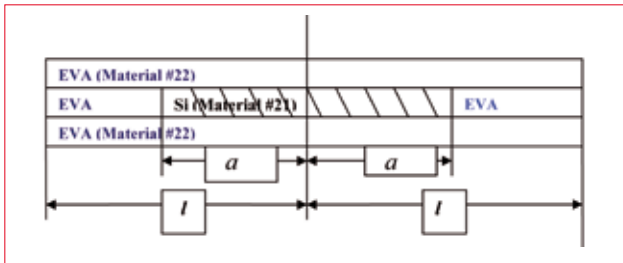 EVA (Material #22)
EVA Si (Material #21) EVA
EVA (Material #22)
a a
l l